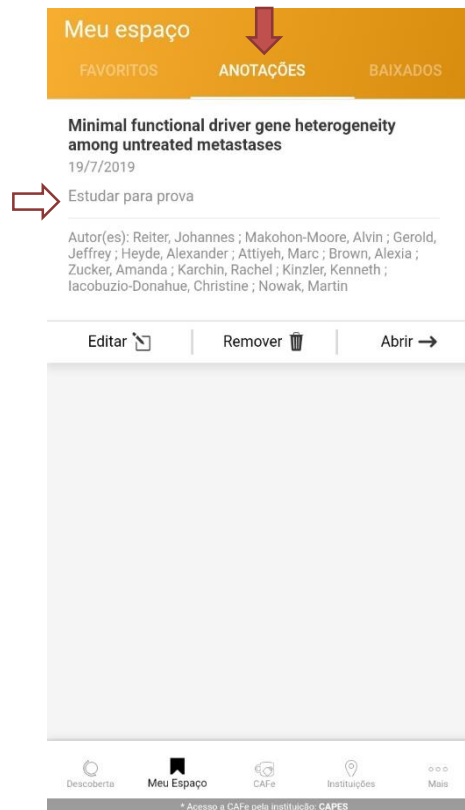 Meu espaço
FAVORITOS ANOTAÇÕES BAIXADOS
Minimal functional driver gene heterogeneity
among untreated metastases
19/7/2019
Estudar para prova
Autor(es): Reiter, Johannes ; Makohon-Moore, Alvin ; Gerold,
Jeffrey ; Heyde, Alexander ; Attiyeh, Marc ; Brown, Alexia ;
Zucker, Amanda ; Karchin, Rachel ; Kinzler, Kenneth ;
Iacobuzio-Donahue, Christine ; Nowak, Martin
Editar Remover Abrir
Descoberta Meu Espaço CAFe Instituições Mais
* Acesso a CAFe pela instituição: CAPES